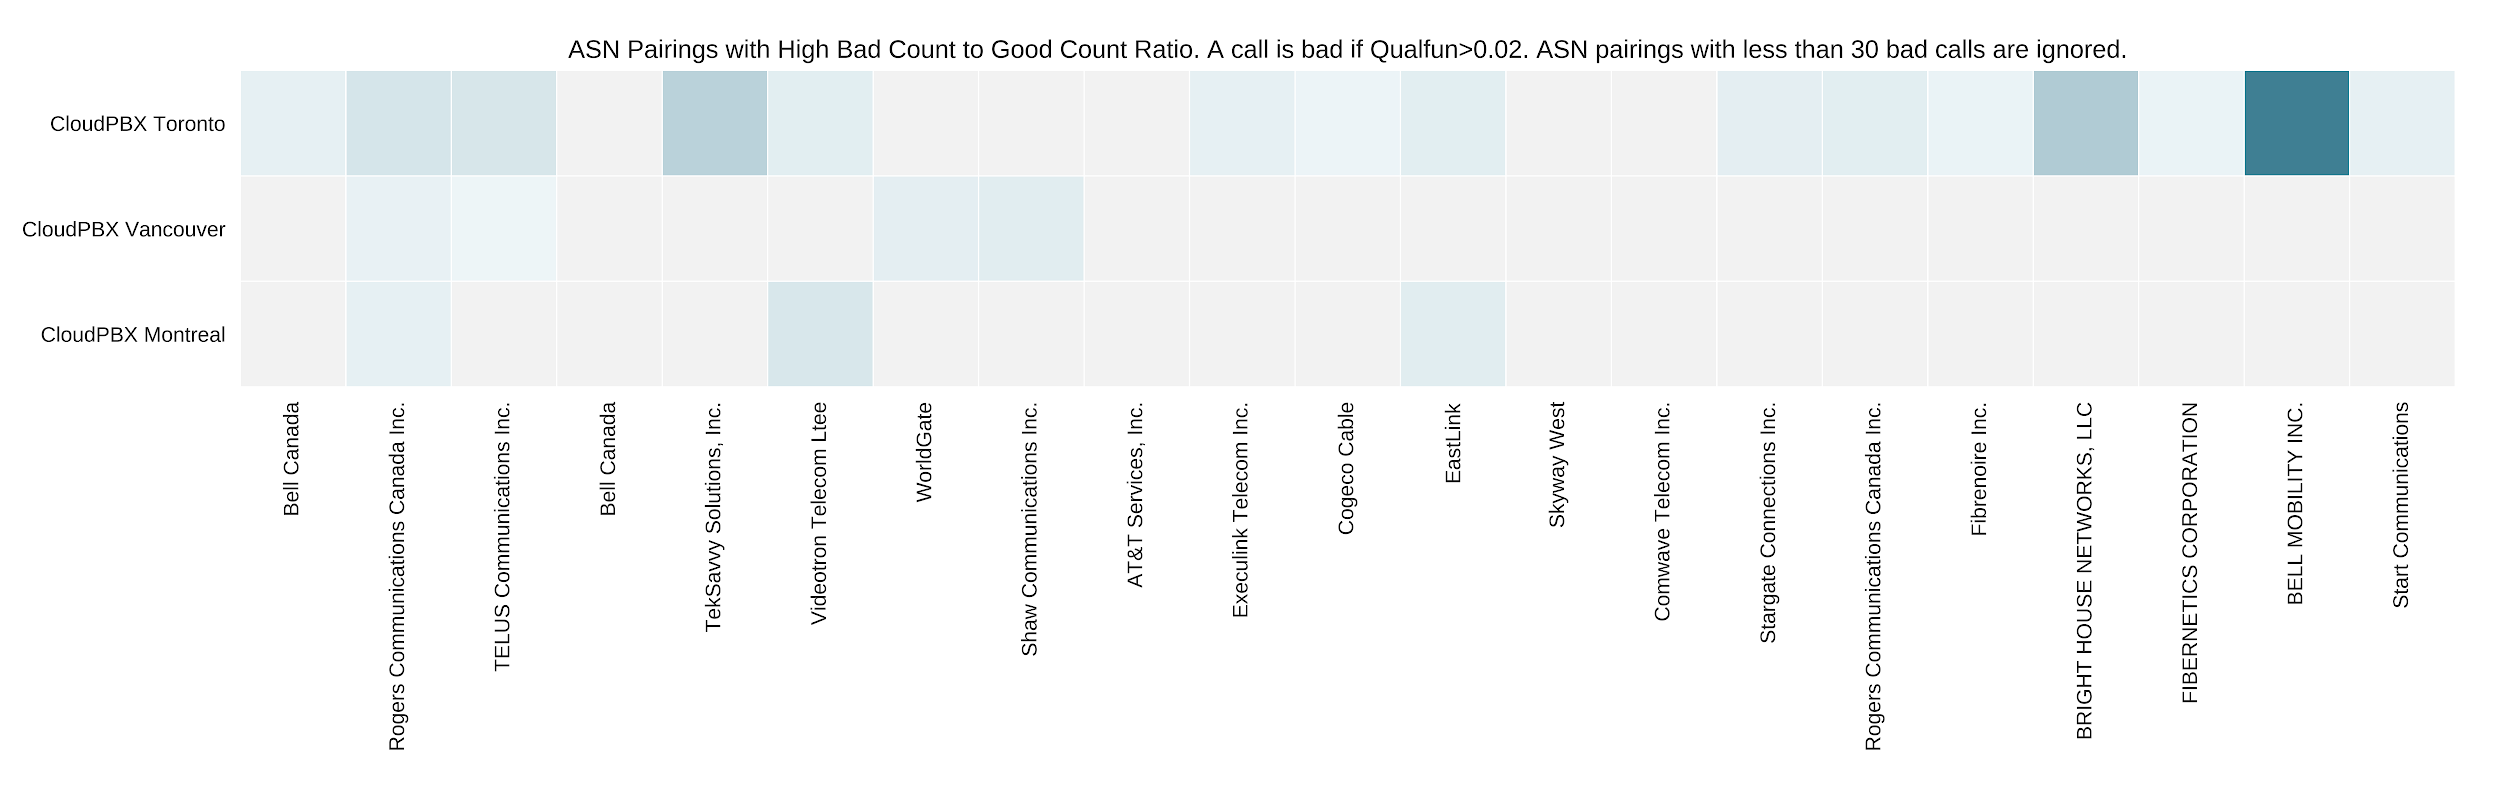 ASN Pairings with High Bad Count to Good Count Ratio. A call is bad if Qualfun>0.02. ASN pairings with less than 30 bad calls are ignored.
CloudPBX Toronto
CloudPBX Vancouver
CloudPBX Montreal
Bell Canada
Rogers Communications Canada Inc.
TELUS Communications Inc.
Bell Canada
TekSavvy Solutions, Inc.
Videotron Telecom Ltee
WorldGate
Shaw Communications Inc.
AT&T Services, Inc.
Execulink Telecom Inc.
Cogeco Cable
EastLink
Skyway West
Comwave Telecom Inc.
Stargate Connections Inc.
Rogers Communications Canada Inc.
Fibrenoire Inc.
BRIGHT HOUSE NETWORKS, LLC
FIBERNETICS CORPORATION
BELL MOBILITY INC.
Start Communications